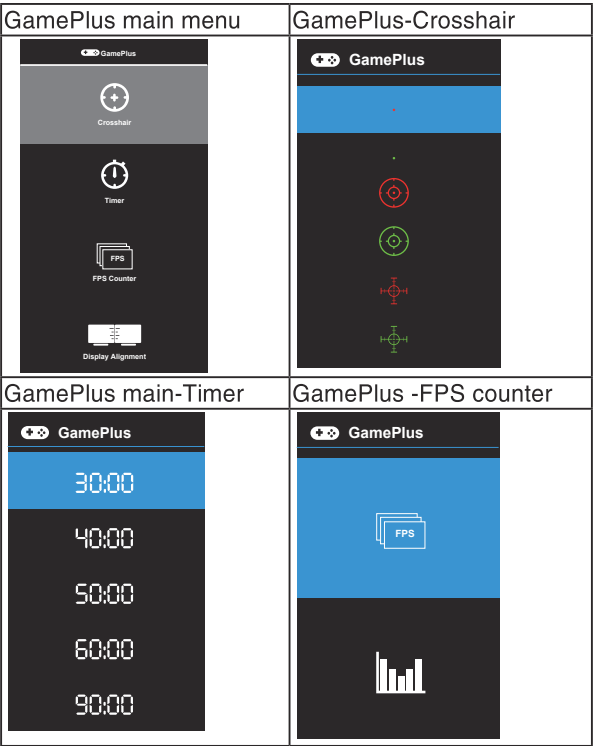 GamePlus main menu
GamePlus-Crosshair
GamePlus
Crosshair
Timer
FPS
FPS Counter
Display Alignment
GamePlus
GamePlus main-Timer
GamePlus -FPS counter
GamePlus
30:00
40:00
50:00
60:00
90:00
GamePlus
FPS